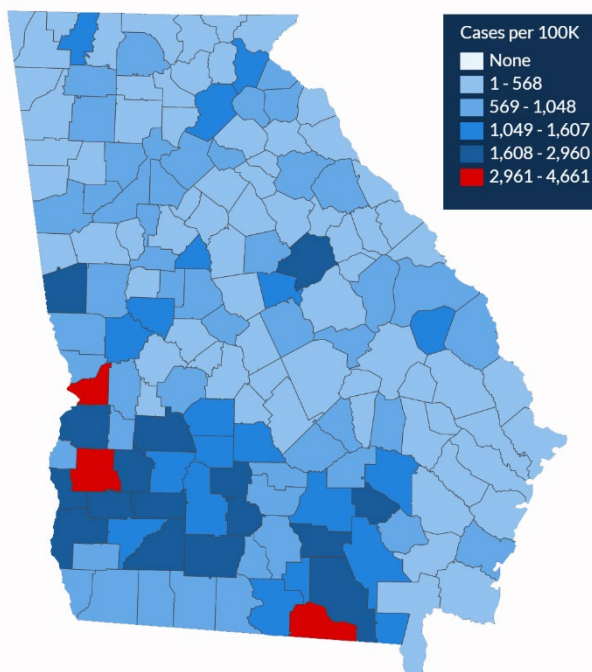 Cases per 100K
None
1 - 568
569 - 1,048
1,049 - 1,607
1,608 - 2,960
2,961 - 4,661